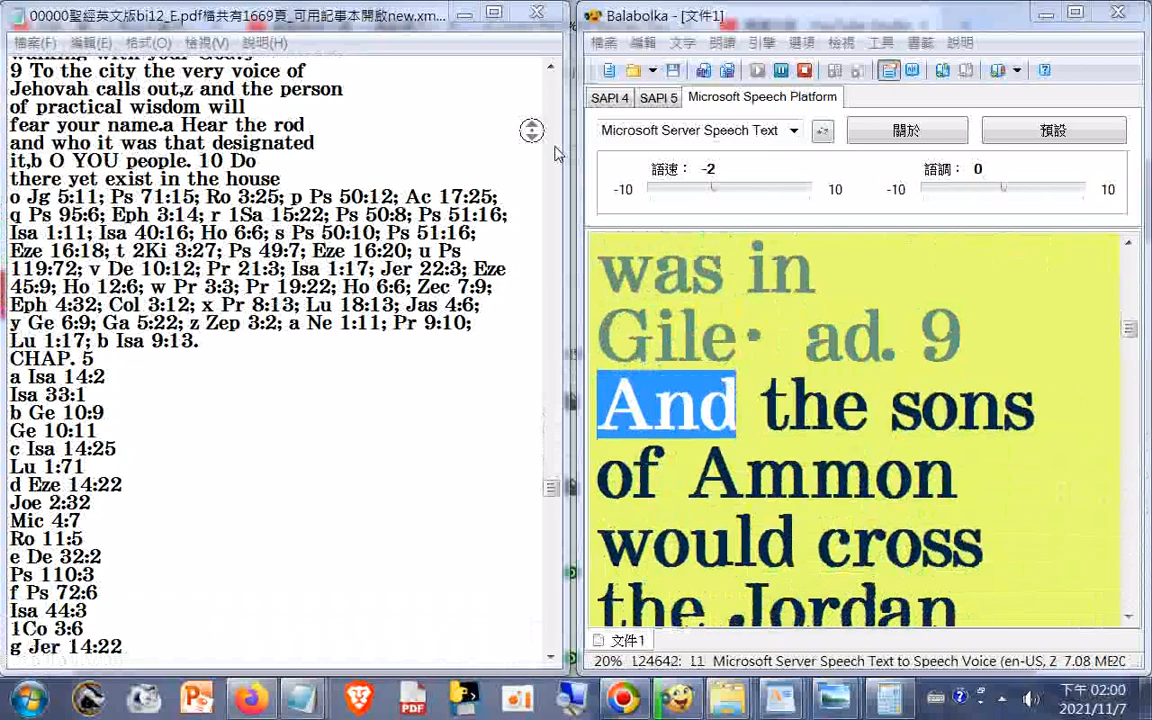 00000聖經英文版bi12_E.pdf檔共有1669頁_可用記事本開啟new.xm...
檔案(F) 編輯(E) 格式(O) 檢視(V) 說明(H)
9 To the city the very voice of
Jehovah calls out,z and the person
of practical wisdom will
fear your name.a Hear the rod
and who it was that designated
it,b O YOU people. 10 Do
there yet exist in the house
o Jg 5:11; Ps 71:15; Ro 3:25; p Ps 50:12; Ac 17:25;
q Ps 95:6; Eph 3:14; r 1Sa 15:22; Ps 50:8; Ps 51:16;
Isa 1:11; Isa 40:16; Ho 6:6; s Ps 50:10; Ps 51:16;
Eze 16:18; t 2Ki 3:27; Ps 49:7; Eze 16:20; u Ps
119:72; v De 10:12; Pr 21:3; Isa 1:17; Jer 22:3; Eze
45:9; Ho 12:6; w Pr 3:3; Pr 19:22; Ho 6:6; Zec 7:9;
Eph 4:32; Col 3:12; x Pr 8:13; Lu 18:13; Jas 4:6;
y Ge 6:9; Ga 5:22; z Zep 3:2; a Ne 1:11; Pr 9:10;
Lu 1:17; b Isa 9:13.
CHAP. 5
a Isa 14:2
Isa 33:1
b Ge 10:9
Ge 10:11
c Isa 14:25
Lu 1:71
d Eze 14:22
Joe 2:32
Mic 4:7
Ro 11:5
e De 32:2
Ps 110:3
f Ps 72:6
Isa 44:3
1Co 3:6
g Jer 14:22
Balabolka - [文件1]
檔案 編輯 文字 朗讀 引擎 選項 檢視 工具 書籤 說明
SAPI 4 SAPI 5 Microsoft Speech Platform
Microsoft Server Speech Text 關於 預設
語速: -2 語調: 0
-10 10 -10 10
was in
Gile· ad. 9
And the sons
of Ammon
would cross
the Jordan
文件1
20% 124642: 11 Microsoft Server Speech Text to Speech Voice (en-US, Z 7.08 ME
下午 02:00
2021/11/7